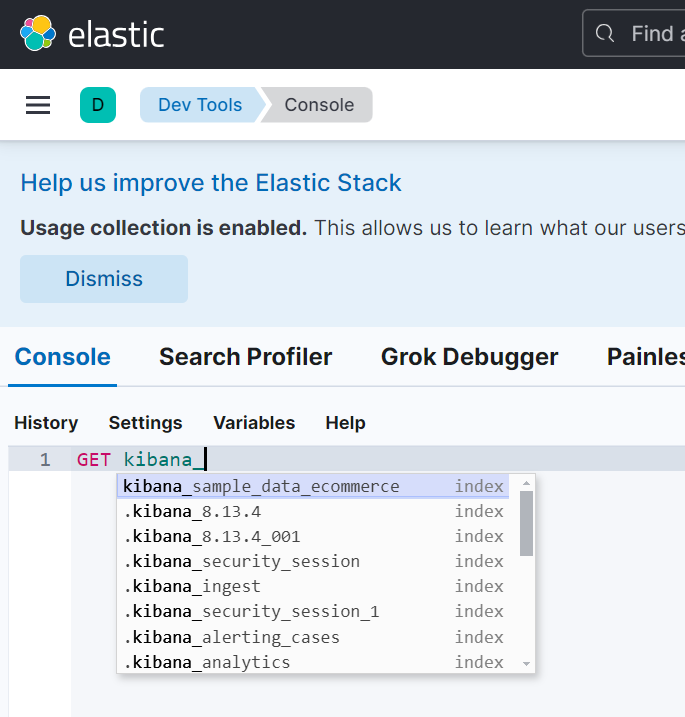 elastic
Find a
D
Dev Tools
Console
Help us improve the Elastic Stack
Usage collection is enabled. This allows us to learn what our users
Dismiss
Console Search Profiler Grok Debugger Painles
History Settings Variables Help
1 GET kibana_
kibana_sample_data_ecommerce index
.kibana_8.13.4 index
.kibana_8.13.4_001 index
.kibana_security_session index
.kibana_ingest index
.kibana_security_session_1 index
.kibana_alerting_cases index
.kibana_analytics index